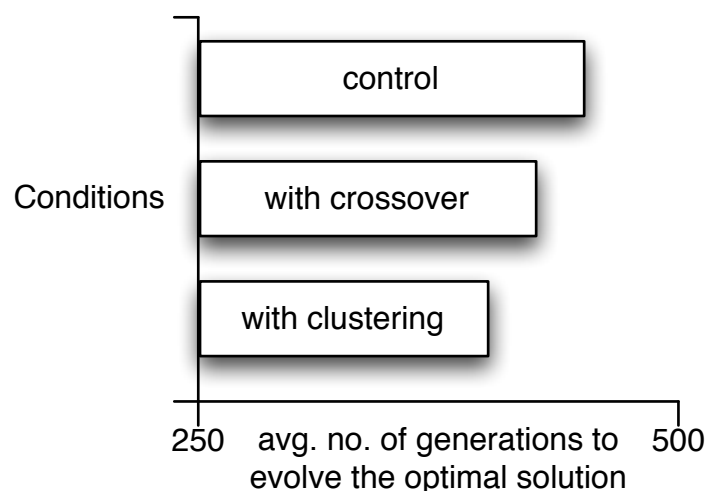 control
Conditions
with crossover
with clustering
250
500
avg. no. of generations to
evolve the optimal solution